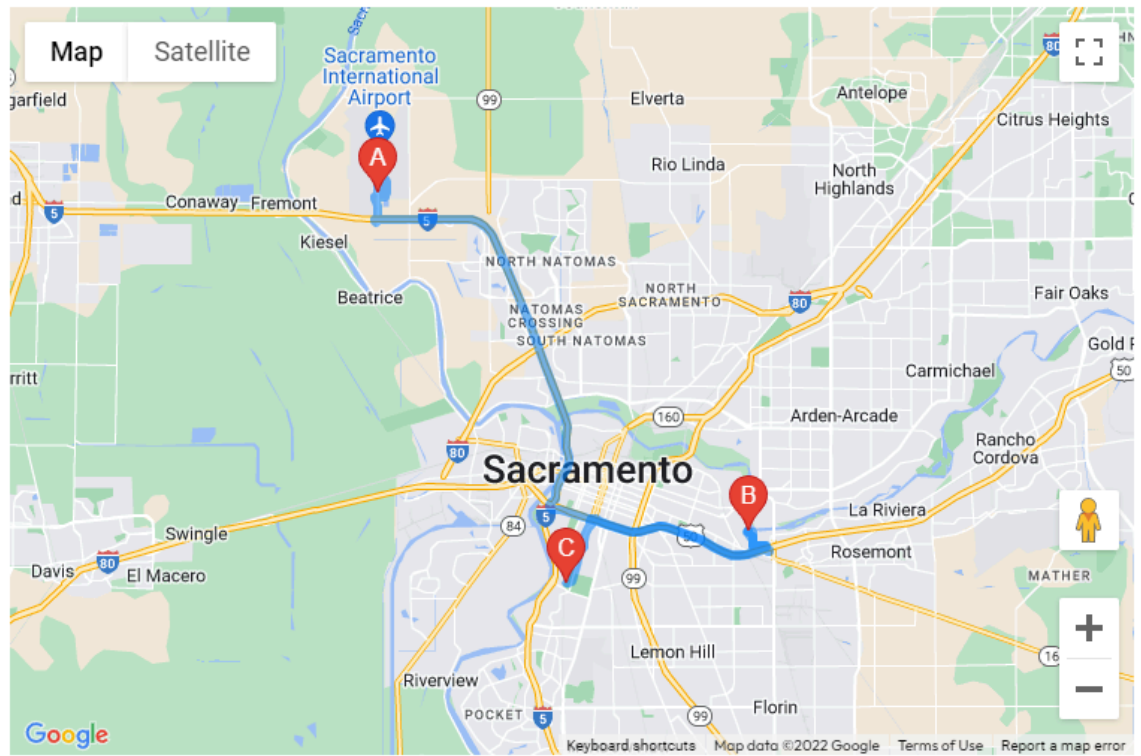 Map
Satellite
Sacramento
International
Airport
Sac
garfield
99
Elverta
Antelope
80
Citrus Heights
Rio Linda
North
Highlands
5
Conaway
Fremont
5
Kiesel
NORTH NATOMAS
Beatrice
NORTH
SACRAMENTO
80
Fair Oaks
NATOMAS
CROSSING
SOUTH NATOMAS
Gold
50
Carmichael
160
Arden-Arcade
Rancho
Cordova
80
Sacramento
A
B
C
La Riviera
5
84
50
Swingle
Rosemont
Davis
80
El Macero
99
MATHER
Lemon Hill
16
Riverview
POCKET
5
99
Florin
Google
Keyboard shortcuts
Map data ©2022 Google
Terms of Use
Report a map error